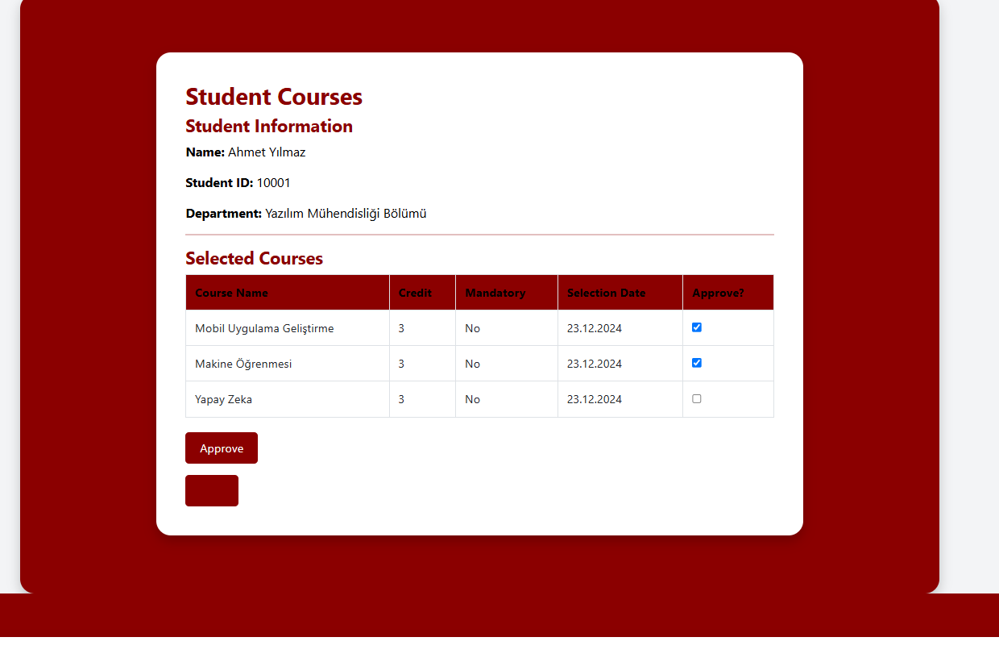 Student Courses
Student Information
Name: Ahmet Yılmaz
Student ID: 10001
Department: Yazılım Mühendisliği Bölümü
Selected Courses
Course Name Credit Mandatory Selection Date Approve?
Mobil Uygulama Geliştirme 3 No 23.12.2024
Makine Öğrenmesi 3 No 23.12.2024
Yapay Zeka 3 No 23.12.2024
Approve